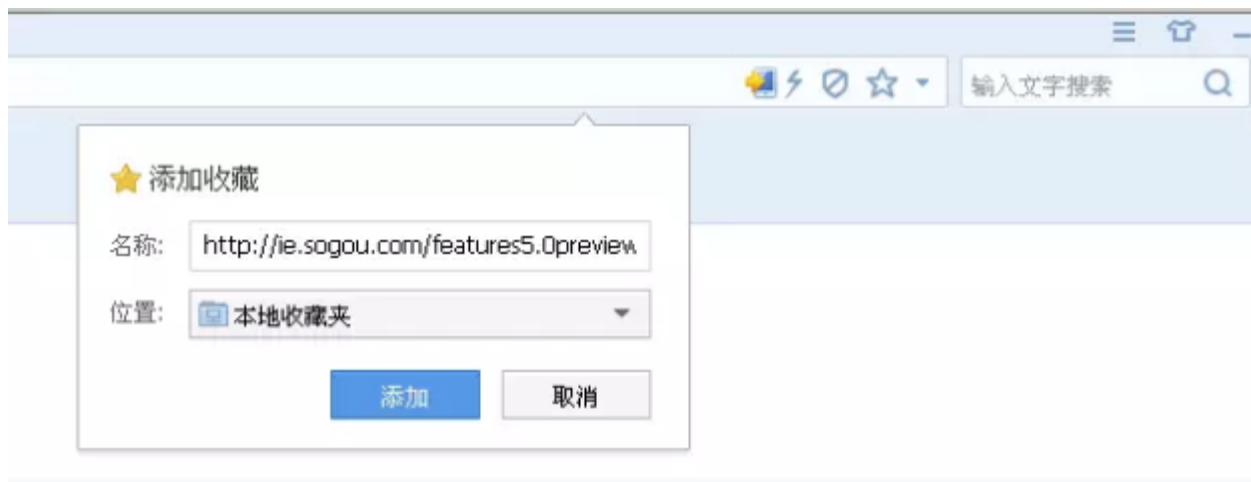 输入文字搜索
添加收藏
名称: http://ie.sogou.com/features5.0preview
位置: 本地收藏夹
添加 取消